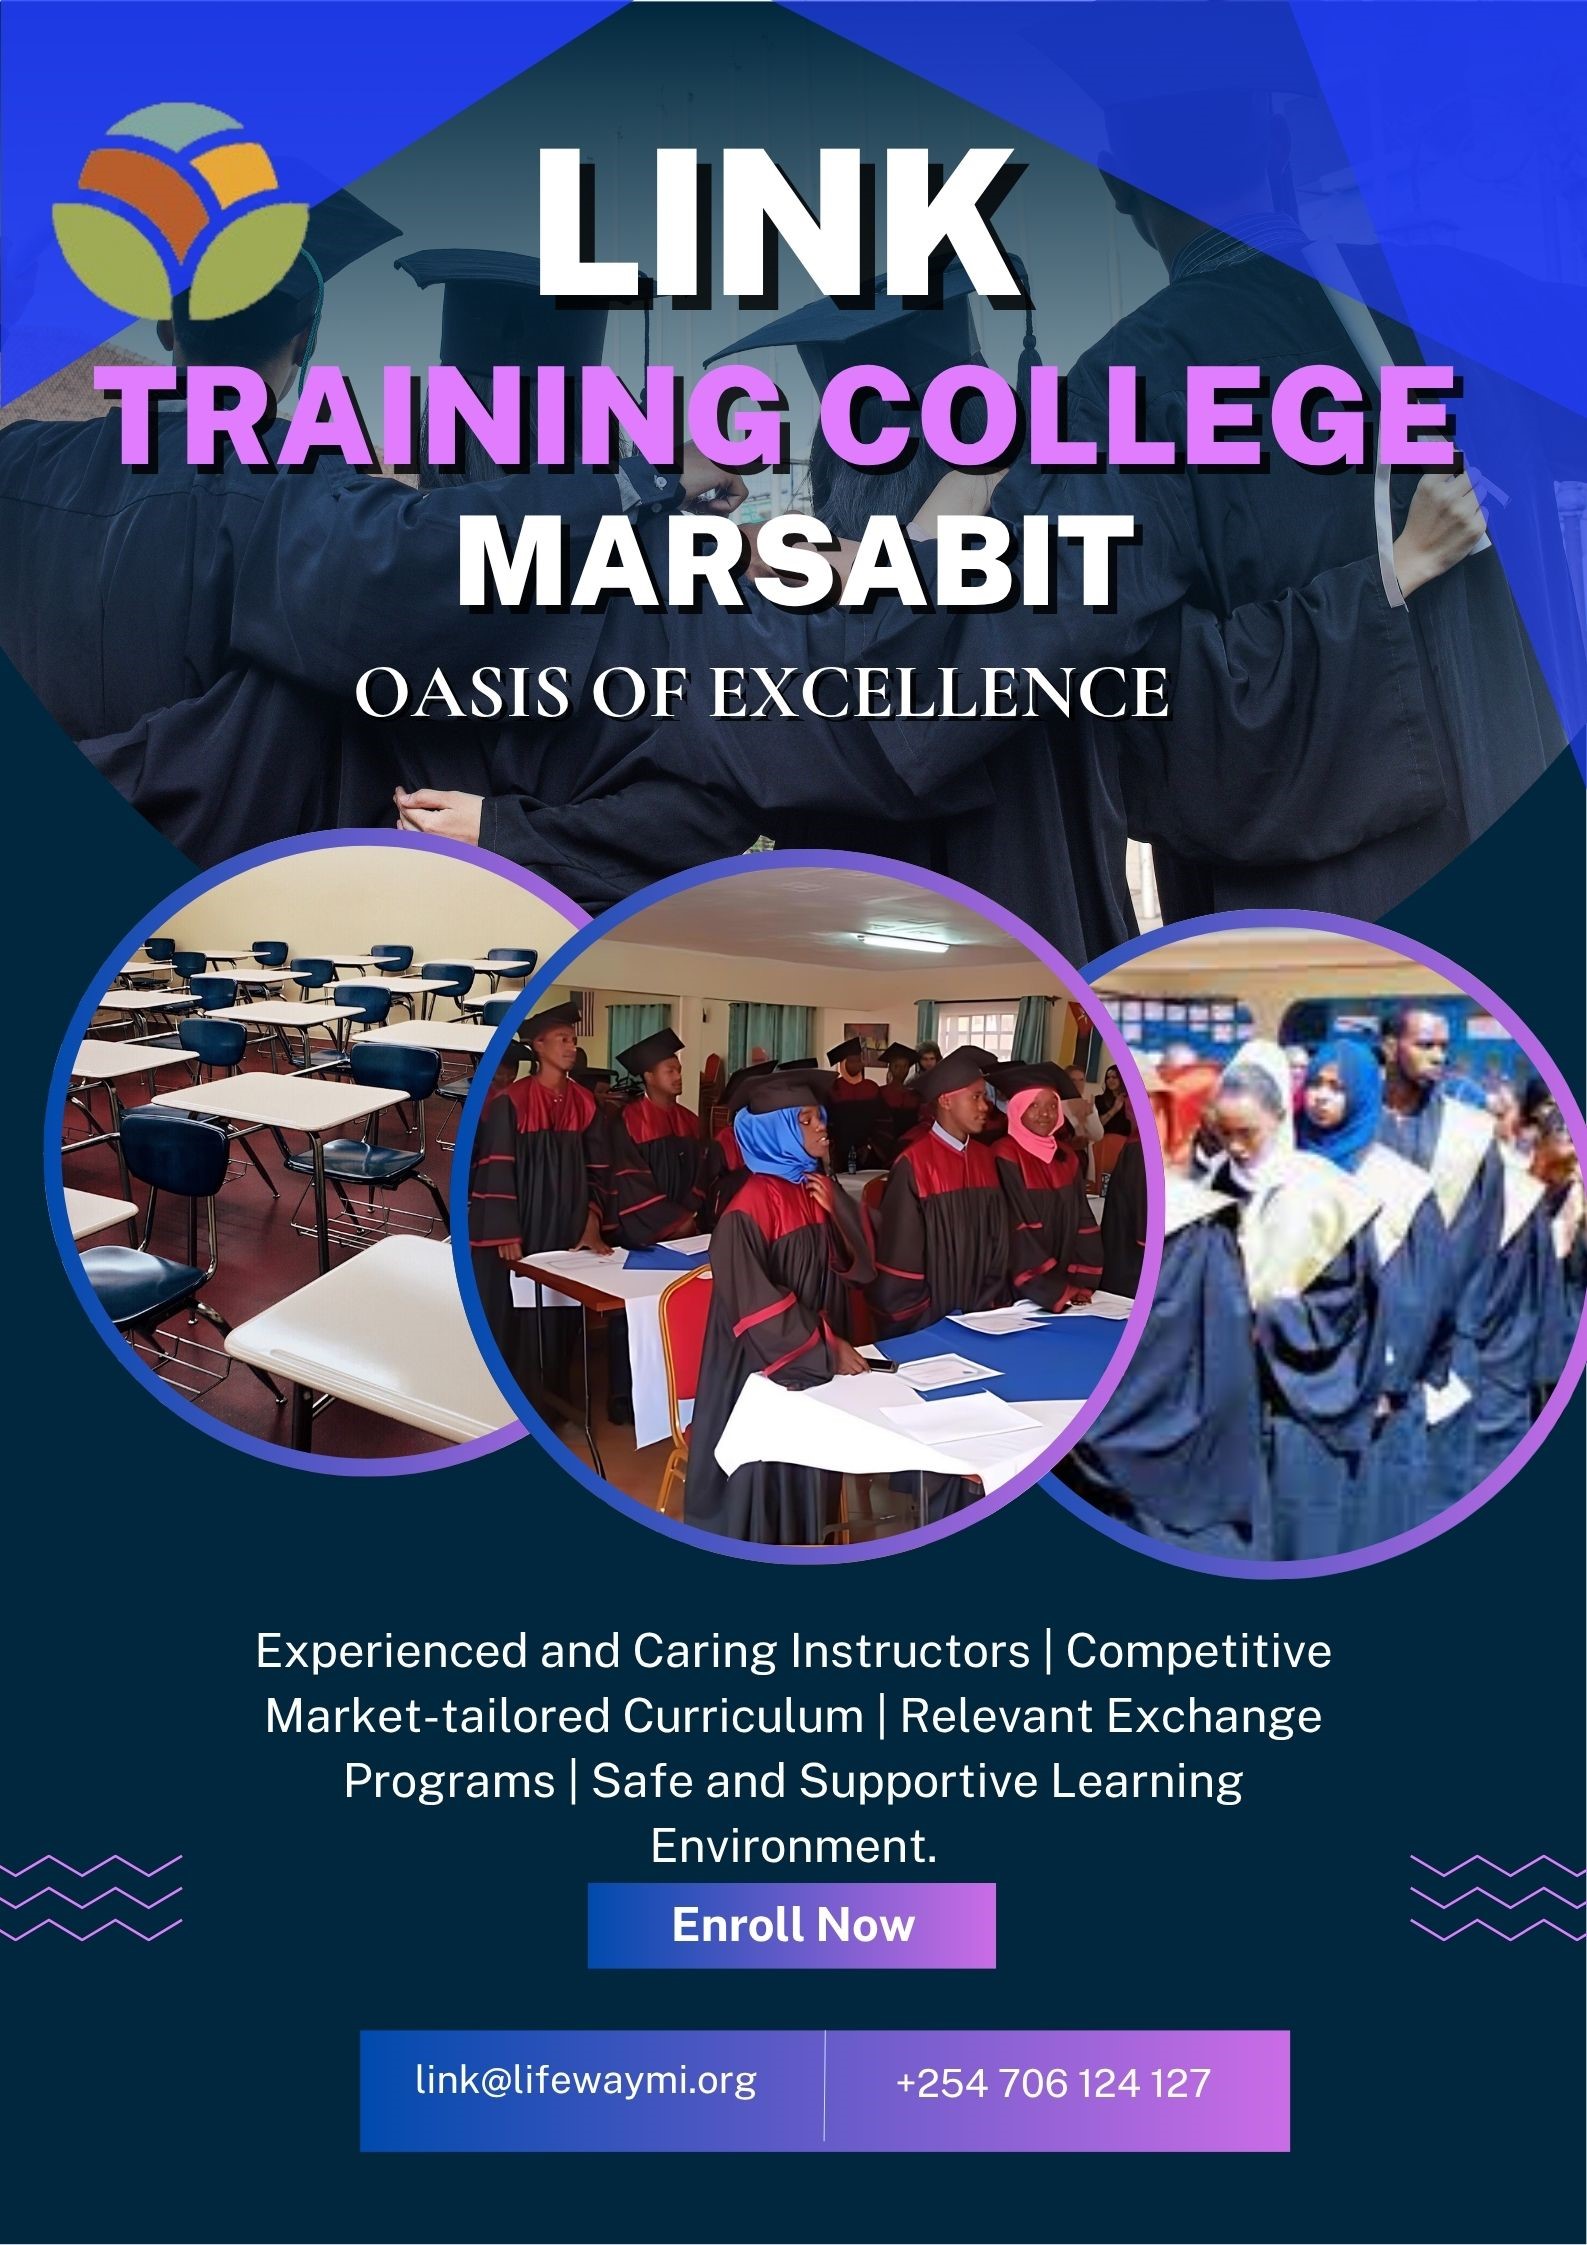 LINK
TRAINING COLLEGE
MARSABIT
OASIS OF EXCELLENCE
Experienced and Caring Instructors | Competitive
Market-tailored Curriculum | Relevant Exchange
Programs | Safe and Supportive Learning
Environment.
Enroll Now
link@lifewaymi.org
+254 706 124 127